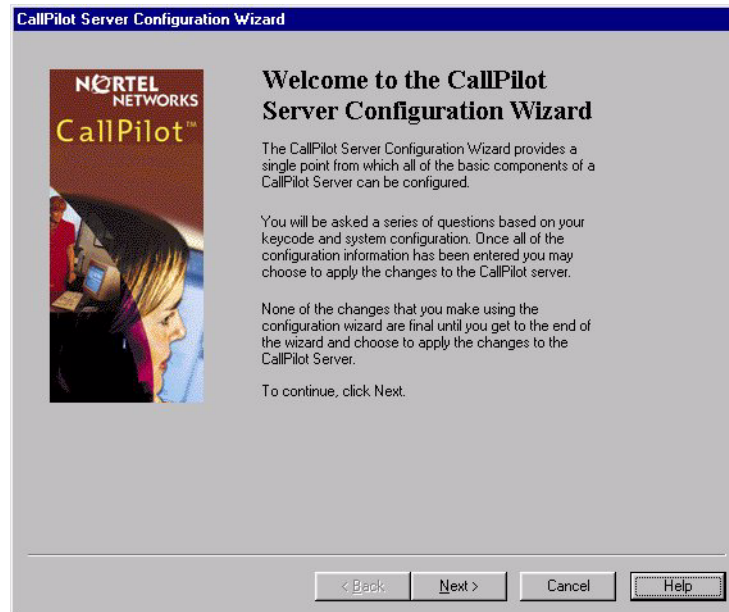 CallPilot Server Configuration Wizard
NORTEL
NETWORKS
CallPilot™
Welcome to the CallPilot
Server Configuration Wizard
The CallPilot Server Configuration Wizard provides a
single point from which all of the basic components of a
CallPilot Server can be configured.
You will be asked a series of questions based on your
keycode and system configuration. Once all of the
configuration information has been entered you may
choose to apply the changes to the CallPilot server.
None of the changes that you make using the
configuration wizard are final until you get to the end of
the wizard and choose to apply the changes to the
CallPilot Server.
To continue, click Next.
< Back
Next >
Cancel
Help